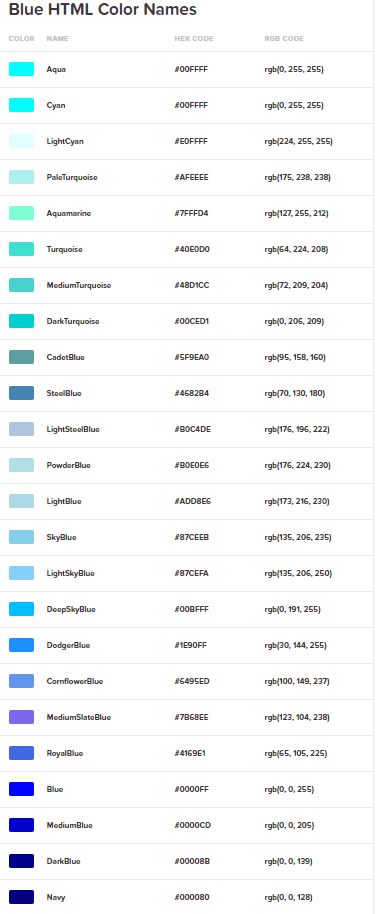 Blue HTML Color Names
COLOR NAME HEX CODE RGB CODE
Aqua #00FFFF rgb(0, 255, 255)
Cyan #00FFFF rgb(0, 255, 255)
LightCyan #E0FFFF rgb(224, 255, 255)
PaleTurquoise #AFEEEE rgb(175, 238, 238)
Aquamarine #7FFFD4 rgb(127, 255, 212)
Turquoise #40E0D0 rgb(64, 224, 208)
MediumTurquoise #48D1CC rgb(72, 209, 204)
DarkTurquoise #00CED1 rgb(0, 206, 209)
CadetBlue #5F9EA0 rgb(95, 158, 160)
SteelBlue #4682B4 rgb(70, 130, 180)
LightSteelBlue #B0C4DE rgb(176, 196, 222)
PowderBlue #B0E0E6 rgb(176, 224, 230)
LightBlue #ADD8E6 rgb(173, 216, 230)
SkyBlue #87CEEB rgb(135, 206, 235)
LightSkyBlue #87CEFA rgb(135, 206, 250)
DeepSkyBlue #00BFFF rgb(0, 191, 255)
DodgerBlue #1E90FF rgb(30, 144, 255)
CornflowerBlue #6495ED rgb(100, 149, 237)
MediumSlateBlue #7B68EE rgb(123, 104, 238)
RoyalBlue #4169E1 rgb(65, 105, 225)
Blue #0000FF rgb(0, 0, 255)
MediumBlue #0000CD rgb(0, 0, 205)
DarkBlue #00008B rgb(0, 0, 139)
Navy #000080 rgb(0, 0, 128)